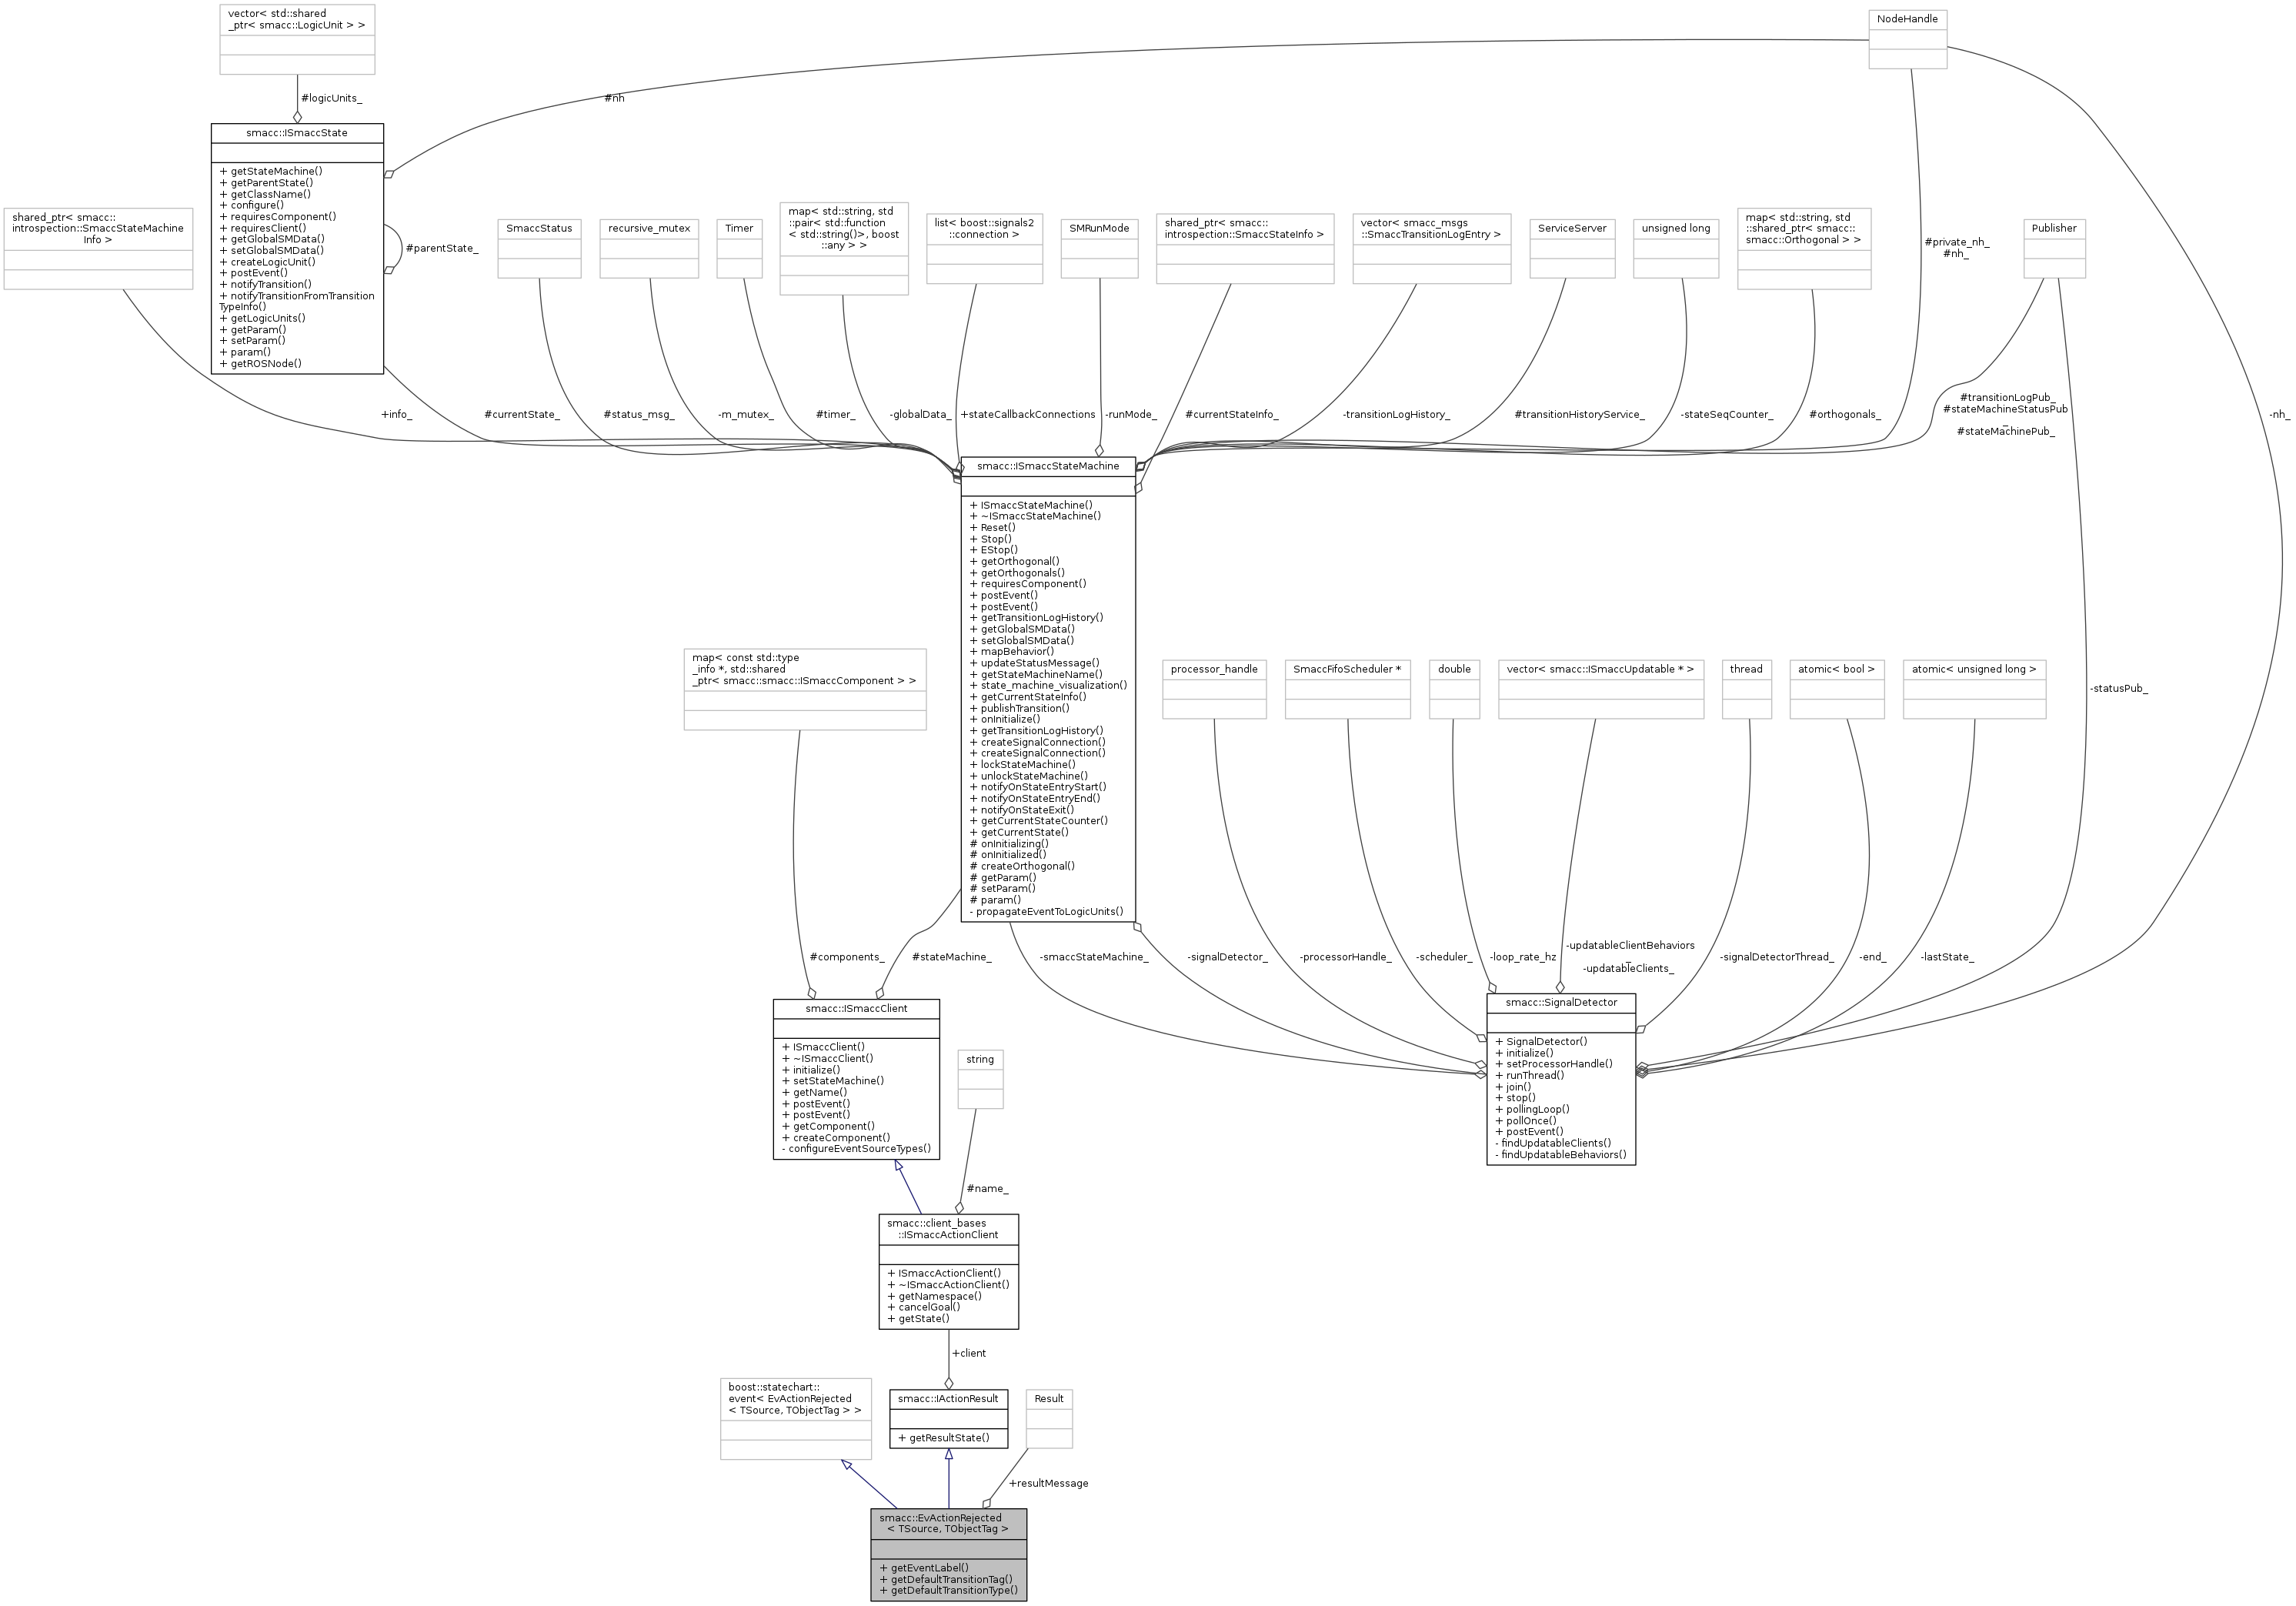 vector< std::shared
_ptr< smacc::LogicUnit > >
NodeHandle
#logicUnits_
#nh
smacc::ISmaccState
+ getStateMachine()
+ getParentState()
+ getClassName()
+ configure()
+ requiresComponent()
+ requiresClient()
+ getGlobalSMData()
+ setGlobalSMData()
+ createLogicUnit()
+ postEvent()
+ notifyTransition()
+ notifyTransitionFromTransition
TypeInfo()
+ getLogicUnits()
+ getParam()
+ setParam()
+ param()
+ getROSNode()
#parentState_
shared_ptr< smacc::
introspection::SmaccStateMachine
Info >
SmaccStatus
recursive_mutex
Timer
map< std::string, std
::pair< std::function
< std::string()>, boost
::any > >
list< boost::signals2
::connection >
SMRunMode
shared_ptr< smacc::
introspection::SmaccStateInfo >
vector< smacc_msgs
::SmaccTransitionLogEntry >
ServiceServer
unsigned long
map< std::string, std
::shared_ptr< smacc::
smacc::Orthogonal > >
Publisher
#private_nh_
#nh_
+info_
#currentState_
#status_msg_
-m_mutex_
#timer_
-globalData_
+stateCallbackConnections
-runMode_
#currentStateInfo_
-transitionLogHistory_
#transitionHistoryService_
-stateSeqCounter_
#orthogonals_
#transitionLogPub_
#stateMachineStatusPub
_
#stateMachinePub_
-nh_
smacc::ISmaccStateMachine
+ ISmaccStateMachine()
+ ~ISmaccStateMachine()
+ Reset()
+ Stop()
+ EStop()
+ getOrthogonal()
+ getOrthogonals()
+ requiresComponent()
+ postEvent()
+ postEvent()
+ getTransitionLogHistory()
+ getGlobalSMData()
+ setGlobalSMData()
+ mapBehavior()
+ updateStatusMessage()
+ getStateMachineName()
+ state_machine_visualization()
+ getCurrentStateInfo()
+ publishTransition()
+ onInitialize()
+ getTransitionLogHistory()
+ createSignalConnection()
+ createSignalConnection()
+ lockStateMachine()
+ unlockStateMachine()
+ notifyOnStateEntryStart()
+ notifyOnStateEntryEnd()
+ notifyOnStateExit()
+ getCurrentStateCounter()
+ getCurrentState()
# onInitializing()
# onInitialized()
# createOrthogonal()
# getParam()
# setParam()
# param()
- propagateEventToLogicUnits()
map< const std::type
_info *, std::shared
_ptr< smacc::smacc::ISmaccComponent > >
processor_handle
SmaccFifoScheduler *
double
vector< smacc::ISmaccUpdatable * >
thread
atomic< bool >
atomic< unsigned long >
-statusPub_
#components_
#stateMachine_
-smaccStateMachine_
-signalDetector_
-processorHandle_
-scheduler_
-loop_rate_hz
-updatableClientBehaviors
_
-updatableClients_
-signalDetectorThread_
-end_
-lastState_
smacc::ISmaccClient
+ ISmaccClient()
+ ~ISmaccClient()
+ initialize()
+ setStateMachine()
+ getName()
+ postEvent()
+ postEvent()
+ getComponent()
+ createComponent()
- configureEventSourceTypes()
smacc::SignalDetector
+ SignalDetector()
+ initialize()
+ setProcessorHandle()
+ runThread()
+ join()
+ stop()
+ pollingLoop()
+ pollOnce()
+ postEvent()
- findUpdatableClients()
- findUpdatableBehaviors()
string
#name_
smacc::client_bases
::ISmaccActionClient
+ ISmaccActionClient()
+ ~ISmaccActionClient()
+ getNamespace()
+ cancelGoal()
+ getState()
+client
boost::statechart::
event< EvActionRejected
< TSource, TObjectTag > >
smacc::IActionResult
+ getResultState()
Result
+resultMessage
smacc::EvActionRejected
< TSource, TObjectTag >
+ getEventLabel()
+ getDefaultTransitionTag()
+ getDefaultTransitionType()